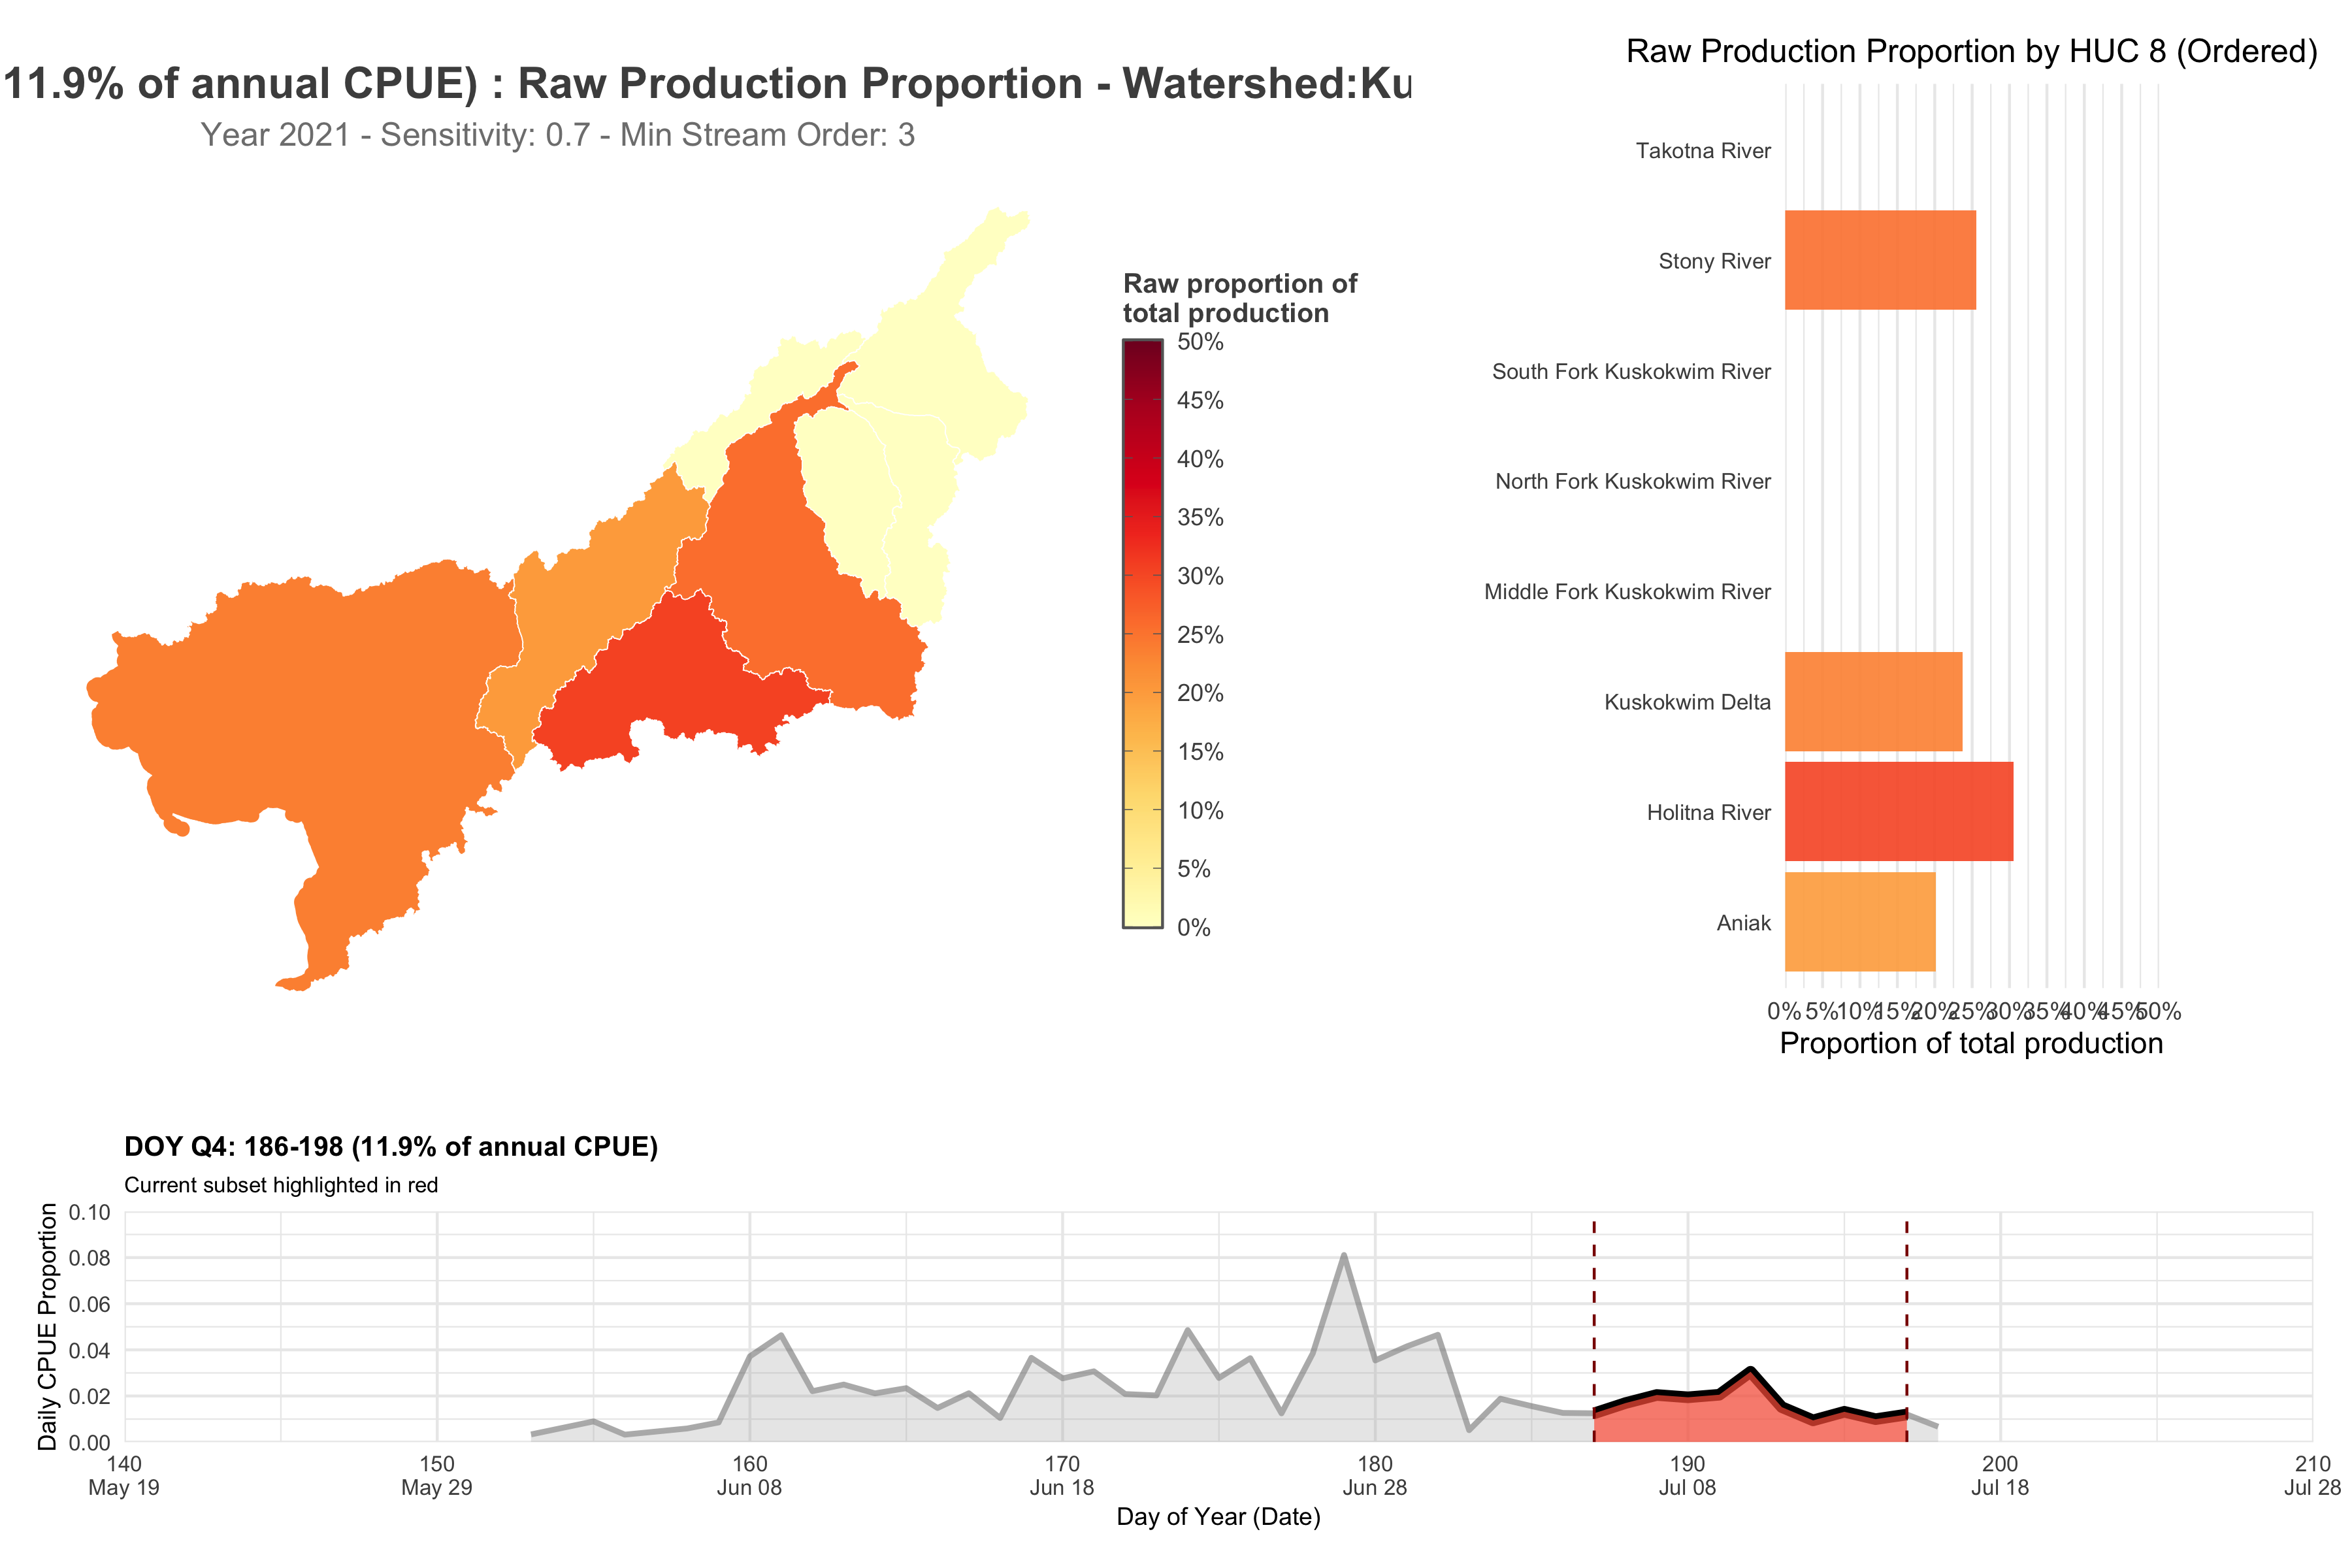 11.9% of annual CPUE) : Raw Production Proportion - Watershed:Ku
Year 2021 - Sensitivity: 0.7 - Min Stream Order: 3
Raw proportion of
total production
50%
45%
40%
35%
30%
25%
20%
15%
10%
5%
0%
Raw Production Proportion by HUC 8 (Ordered)
Takotna River
Stony River
South Fork Kuskokwim River
North Fork Kuskokwim River
Middle Fork Kuskokwim River
Kuskokwim Delta
Holitna River
Aniak
0% 5% 10% 15% 20% 25% 30% 35% 40% 45% 50%
Proportion of total production
DOY Q4: 186-198 (11.9% of annual CPUE)
Current subset highlighted in red
Daily CPUE Proportion
0.10
0.08
0.06
0.04
0.02
0.00
140 150 160 170 180 190 200 210
May 19 May 29 Jun 08 Jun 18 Jun 28 Jul 08 Jul 18 Jul 28
Day of Year (Date)